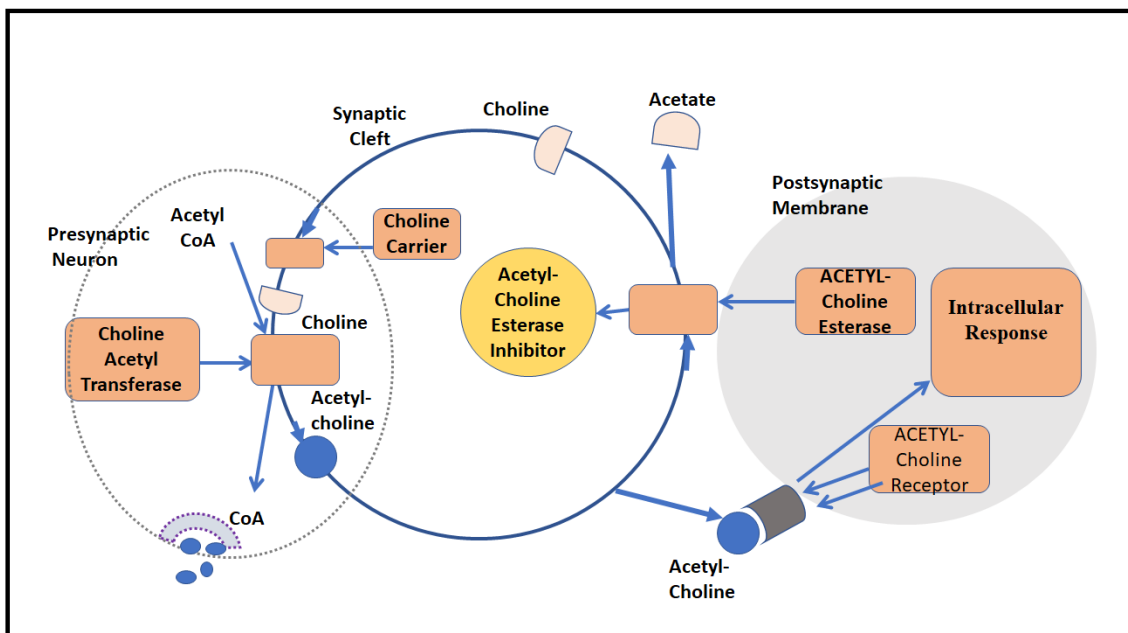 Synaptic
Cleft
Choline
Acetate
Postsynaptic
Membrane
Presynaptic
Neuron
Acetyl
CoA
Choline
Carrier
Acetyl-
Choline
Esterase
Inhibitor
ACETYL-
Choline
Esterase
Intracellular
Response
Choline
Choline
Acetyl
Transferase
Acetyl-
choline
ACETYL-
Choline
Receptor
CoA
Acetyl-
Choline